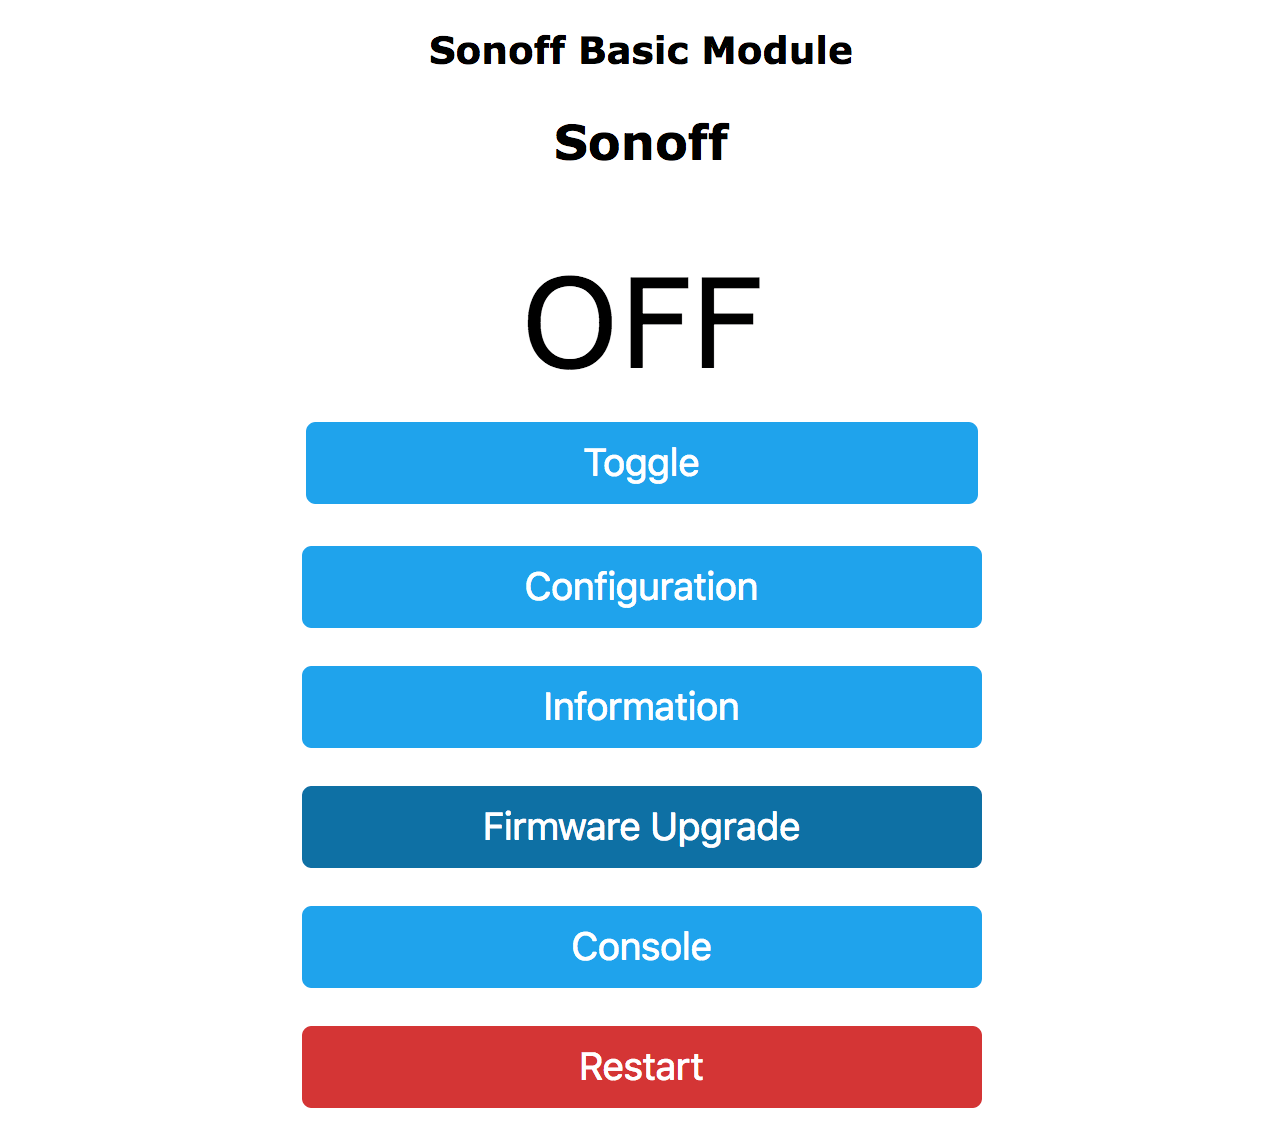 Sonoff Basic Module
Sonoff
OFF
Toggle
Configuration
Information
Firmware Upgrade
Console
Restart